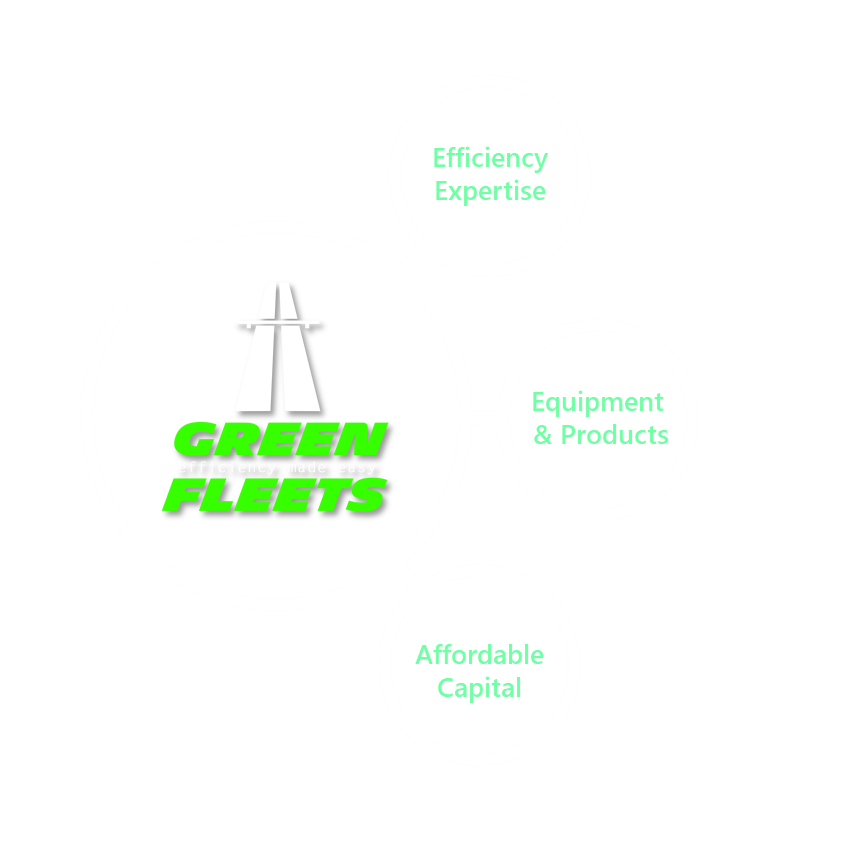 Efficiency
Expertise
Equipment
& Products
GREEN
efficiency made easy
FLEETS
Affordable
Capital